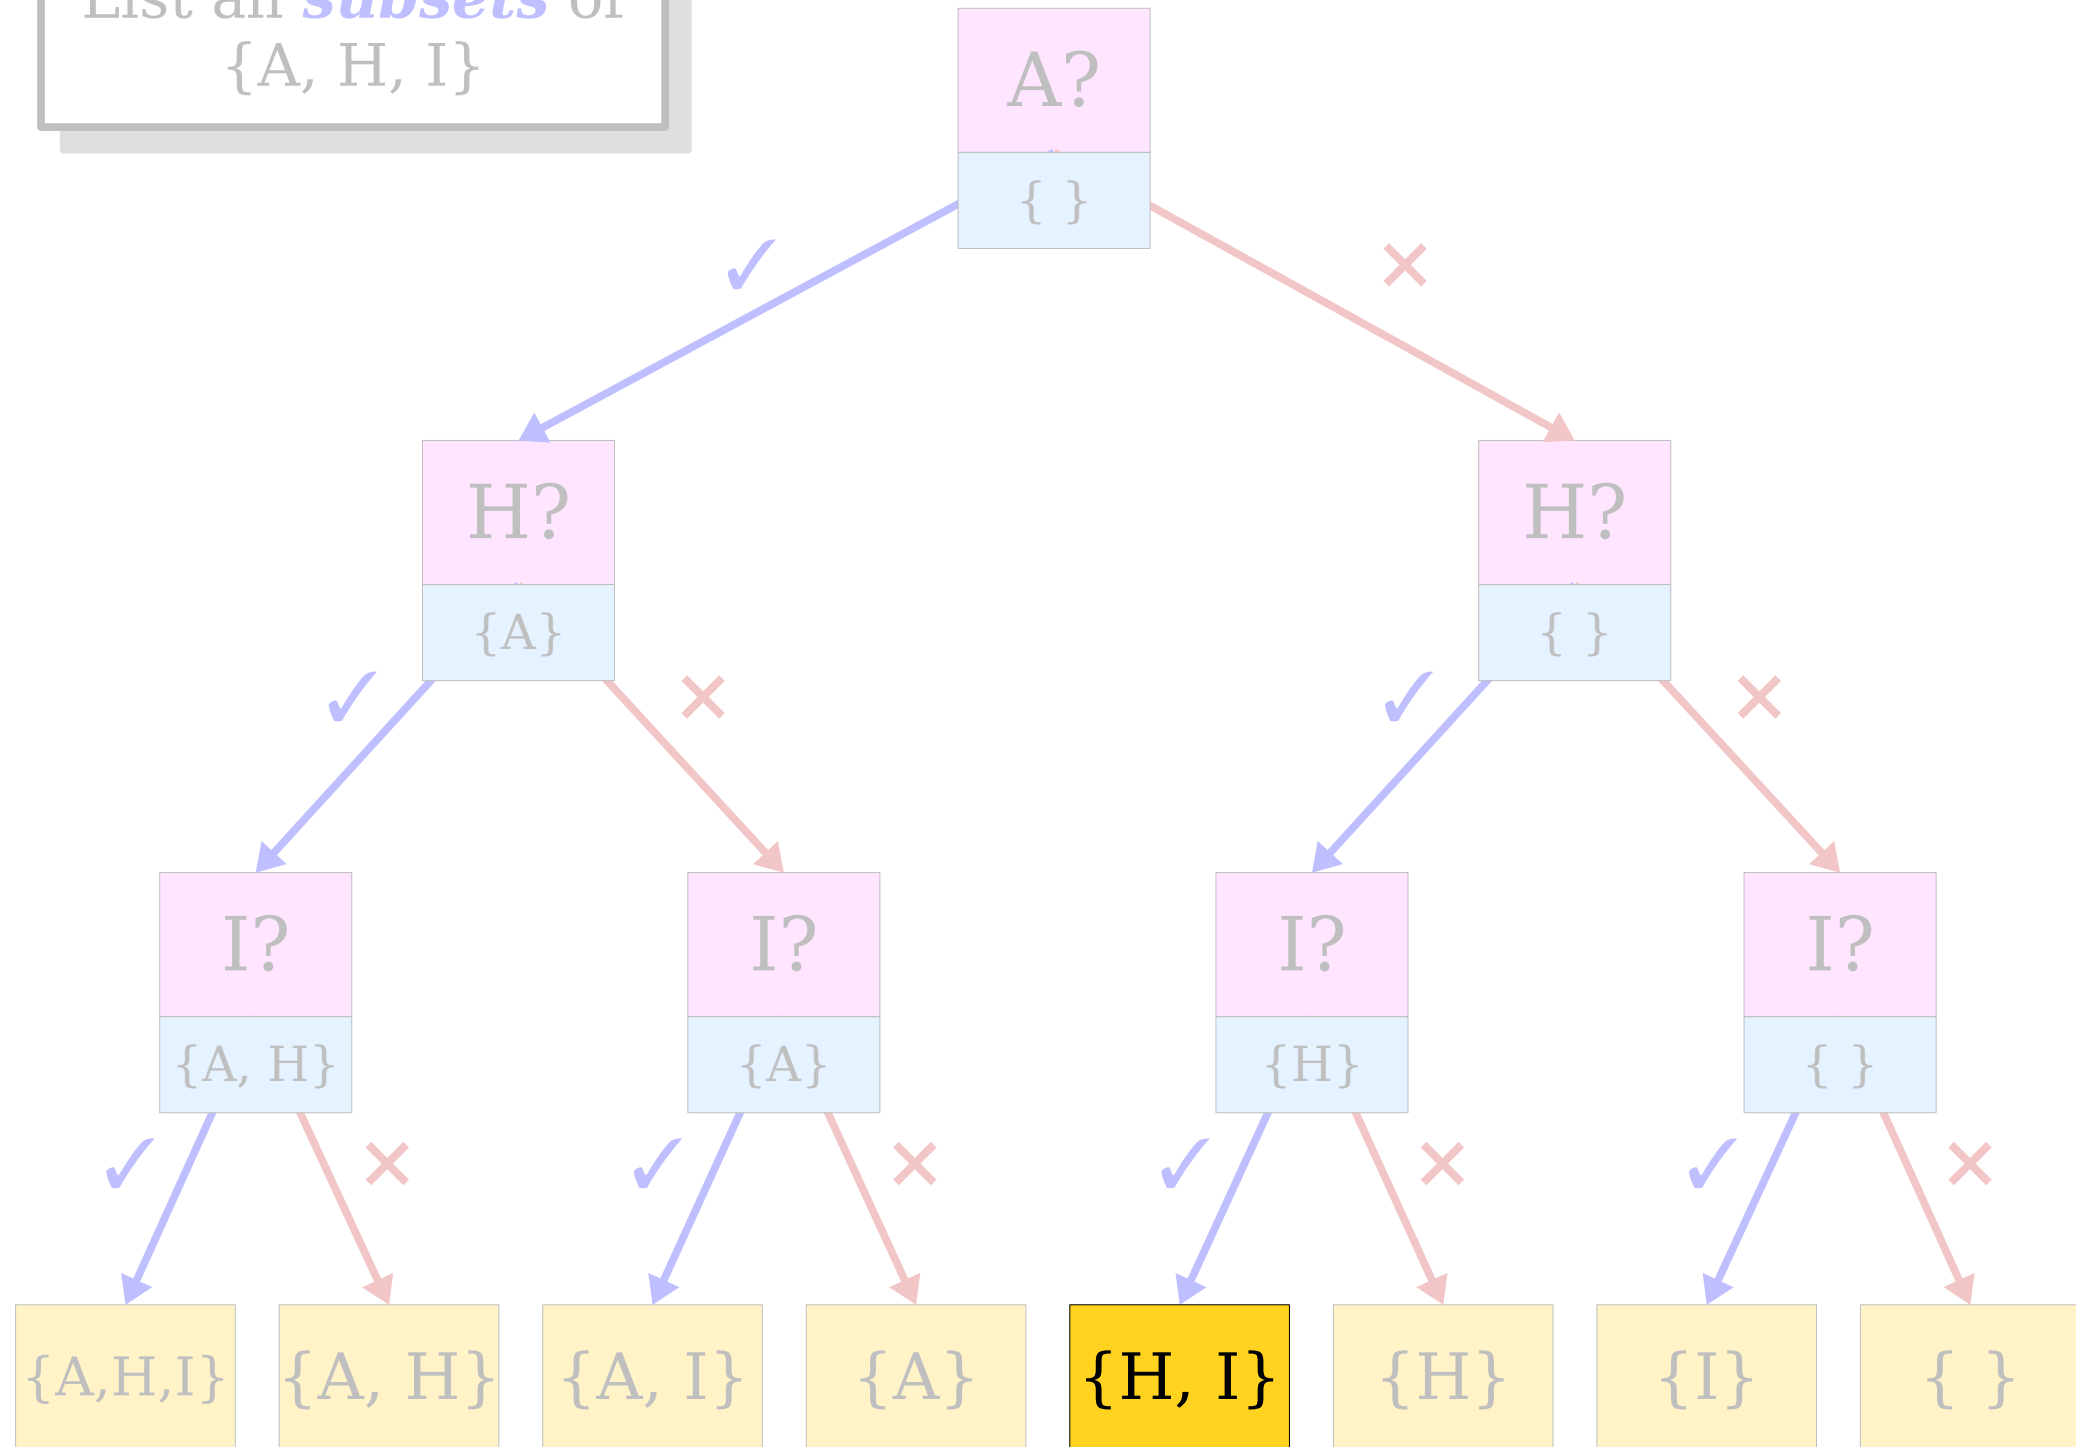 List all subsets of
{A, H, I}
A?
{ }
✓ ✕
H? H?
{A} { }
✓ ✕ ✓ ✕
I? I? I? I?
{A, H} {A} {H} { }
✓ ✕ ✓ ✕ ✓ ✕ ✓ ✕
{A,H,I} {A, H} {A, I} {A} {H, I} {H} {I} { }